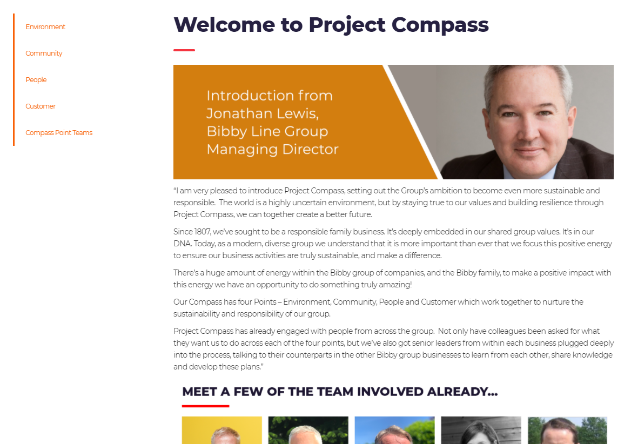 Welcome to Project Compass
Environment
Community
People
Customer
Compass Point Teams
Introduction from
Jonathan Lewis,
Bibby Line Group
Managing Director
"I am very pleased to introduce Project Compass, setting out the Group's ambition to become even more sustainable and
responsible.  The world is a highly uncertain environment, but by staying true to our values and building resilience through
Project Compass, we can together create a better future.
Since 1807, we've sought to be a responsible family business. It's deeply embedded in our shared group values. It's in our
DNA. Today, as a modern, diverse group we understand that it is more important than ever that we focus this positive energy
to ensure our business activities are truly sustainable, and make a difference.
There's a huge amount of energy within the Bibby group of companies, and the Bibby family, to make a positive impact with
this energy we have an opportunity to do something truly amazing!
Our Compass has four Points – Environment, Community, People and Customer which work together to nurture the
sustainability and responsibility of our group.
Project Compass has already engaged with people from across the group.  Not only have colleagues been asked for what
they want us to do across each of the four points, but we've also got senior leaders from within each business plugged deeply
into the process, talking to their counterparts in the other Bibby group businesses to learn from each other, share knowledge
and develop these plans."
MEET A FEW OF THE TEAM INVOLVED ALREADY...